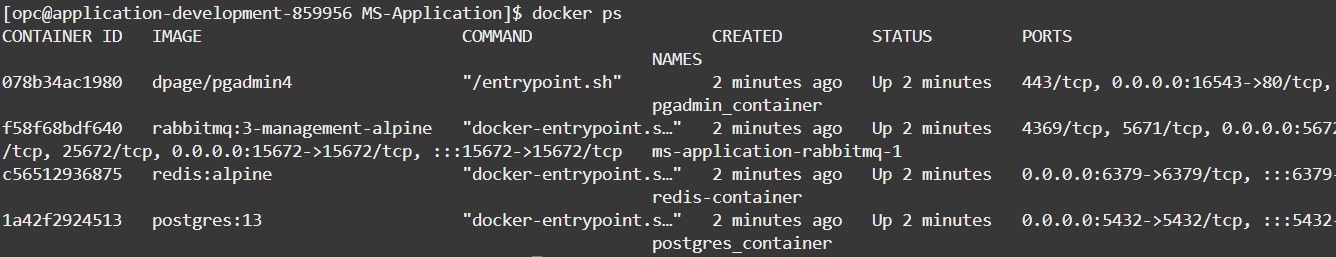 [opc@application-development-859956 MS-Application]$ docker ps
CONTAINER ID   IMAGE                          COMMAND                  CREATED         STATUS         PORTS
NAMES
078b34ac1980   dpage/pgadmin4                 "/entrypoint.sh"         2 minutes ago   Up 2 minutes   443/tcp, 0.0.0.0:16543->80/tcp,
pgadmin_container
f58f68bdf640   rabbitmq:3-management-alpine   "docker-entrypoint.s…"   2 minutes ago   Up 2 minutes   4369/tcp, 5671/tcp, 0.0.0.0:5672
/tcp, 25672/tcp, 0.0.0.0:15672->15672/tcp, :::15672->15672/tcp   ms-application-rabbitmq-1
c56512936875   redis:alpine                   "docker-entrypoint.s…"   2 minutes ago   Up 2 minutes   0.0.0.0:6379->6379/tcp, :::6379-
redis-container
1a42f2924513   postgres:13                    "docker-entrypoint.s…"   2 minutes ago   Up 2 minutes   0.0.0.0:5432->5432/tcp, :::5432-
postgres_container